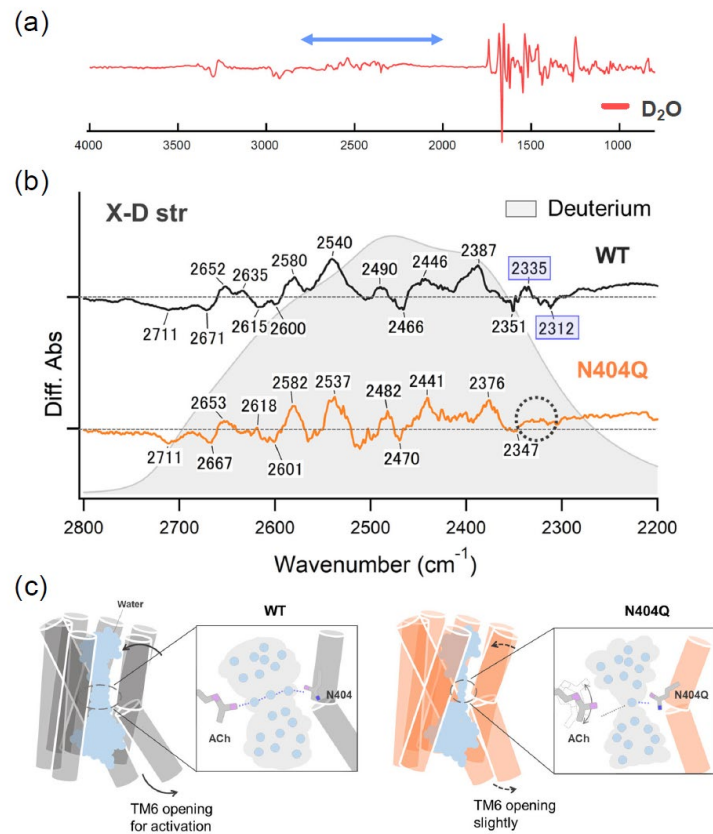 (a)
D₂O
4000 3500 3000 2500 2000 1500 1000
(b)
X-D str
Deuterium
WT
2652 2635 2580 2540 2490 2446 2387 2335
2711 2671 2615 2600 2466 2351 2312
N404Q
2653 2618 2582 2537 2482 2441 2376
2711 2667 2601 2470 2347
Diff. Abs
2800 2700 2600 2500 2400 2300 2200
Wavenumber (cm⁻¹)
(c)
Water
WT
N404
ACh
TM6 opening
for activation
N404Q
N404Q
ACh
TM6 opening
slightly